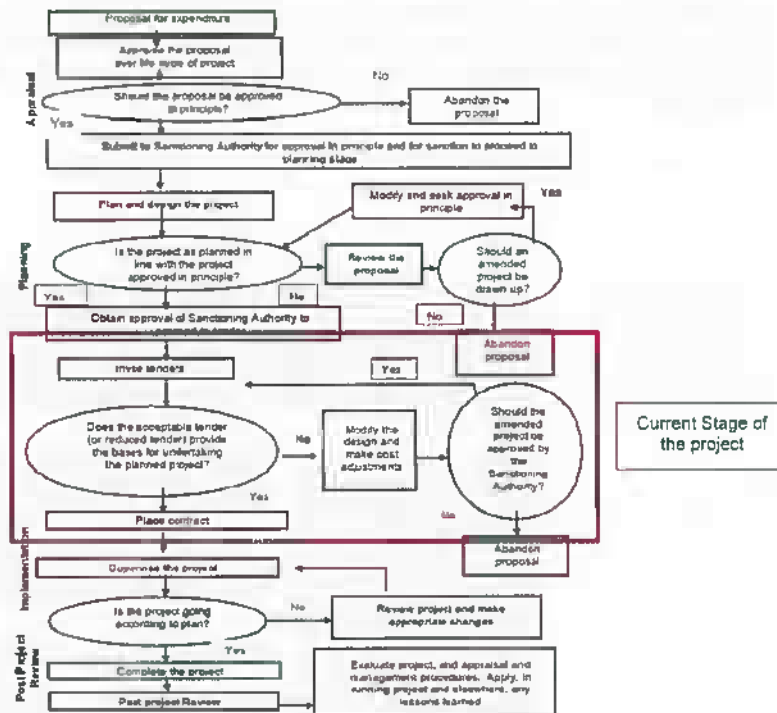 Proposal for expenditure
Appraise the proposal
over life cycle of project
Appraisal
Should the proposal be approved
in principle?
No
Abandon the
proposal
Yes
Submit to Sanctioning Authority for approval in principle and for sanction to proceed to
planning stage
Plan and design the project
Modify and seek approval in
principle
Yes
Planning
Is the project as planned in
line with the project
approved in principle?
Review the
proposal
Should an
amended
project be
drawn up?
Yes
No
No
Obtain approval of Sanctioning Authority to
Abandon
proposal
Invite tenders
Yes
Does the acceptable tender
(or reduced tender) provide
the bases for undertaking
the planned project?
No
Modify the
design and
make cost
adjustments
Should the
amended
project be
approved by
the
Sanctioning
Authority?
Current Stage of
the project
Yes
Place contract
No
Abandon
proposal
Implementation
Supervise the project
Is the project going
according to plan?
No
Review project and make
appropriate changes
Yes
Post Project
Review
Complete the project
Post project Review
Evaluate project, and appraisal and
management procedures. Apply, in
running project and elsewhere, any
lessons learned